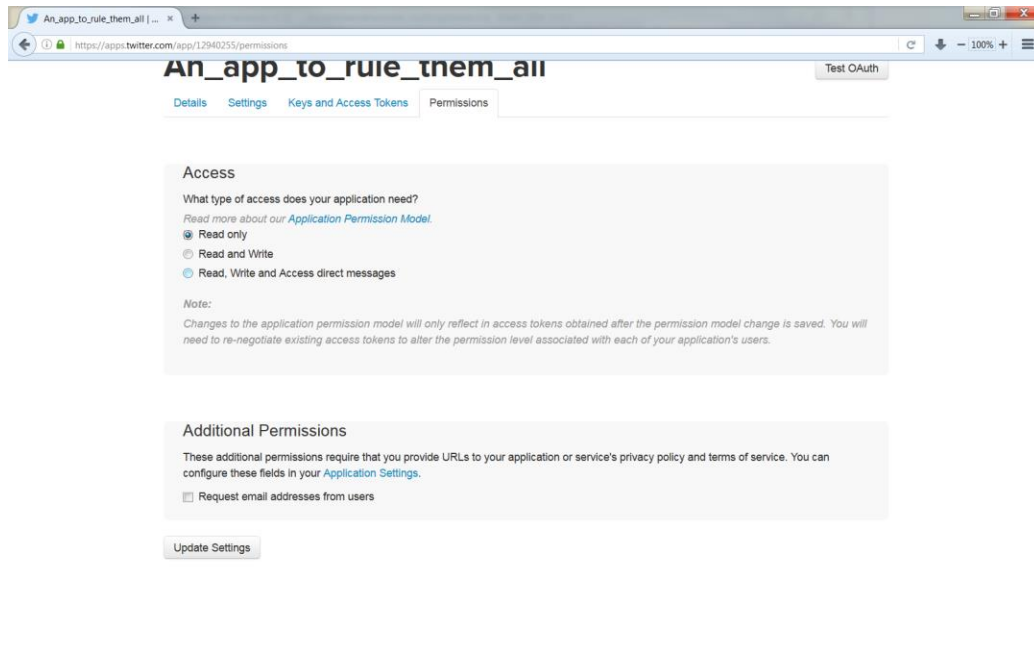 An_app_to_rule_them_all | ...
https://apps.twitter.com/app/12940255/permissions
100%
An_app_to_rule_them_all
Test OAuth
Details Settings Keys and Access Tokens Permissions
Access
What type of access does your application need?
Read more about our Application Permission Model.
Read only
Read and Write
Read, Write and Access direct messages
Note:
Changes to the application permission model will only reflect in access tokens obtained after the permission model change is saved. You will
need to re-negotiate existing access tokens to alter the permission level associated with each of your application's users.
Additional Permissions
These additional permissions require that you provide URLs to your application or service's privacy policy and terms of service. You can
configure these fields in your Application Settings.
Request email addresses from users
Update Settings